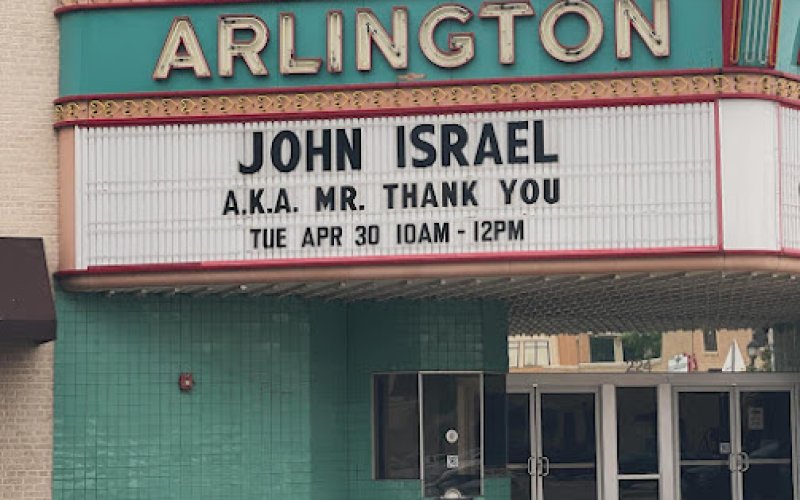 ARLINGTON
JOHN ISRAEL
A.K.A. MR. THANK YOU
TUE APR 30 10AM - 12PM